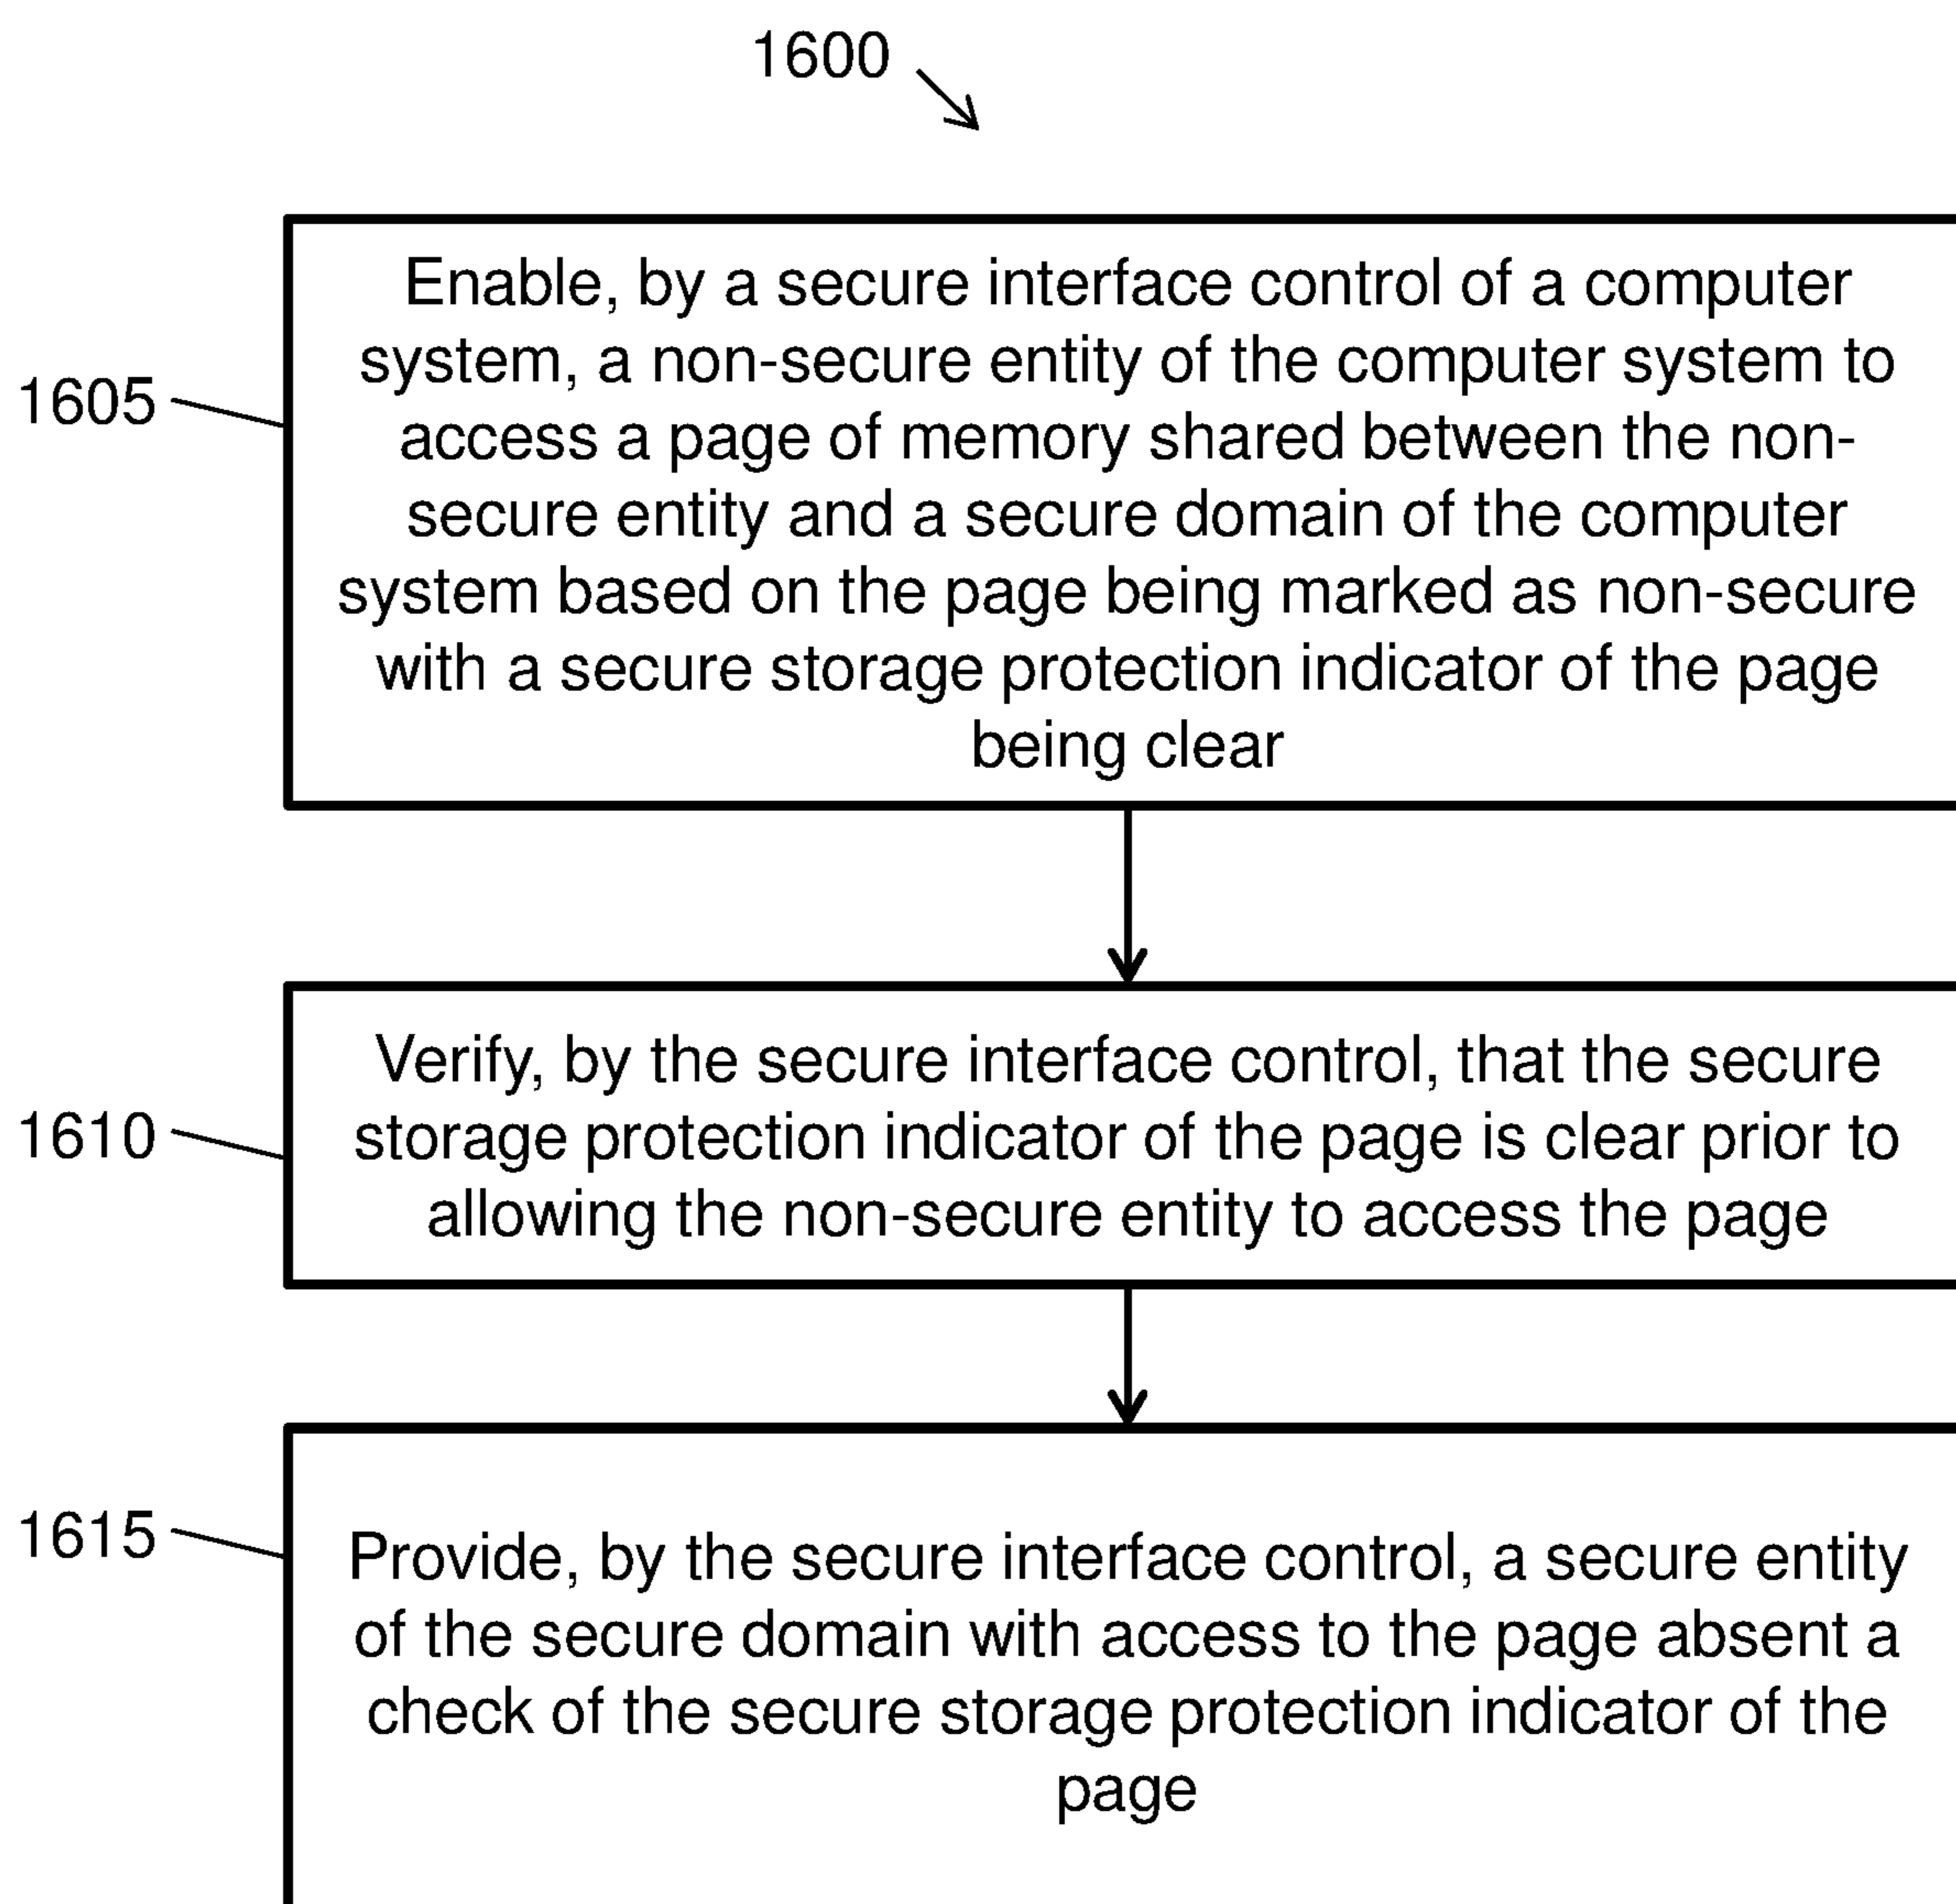 1600
1605
Enable, by a secure interface control of a computer
system, a non-secure entity of the computer system to
access a page of memory shared between the non-
secure entity and a secure domain of the computer
system based on the page being marked as non-secure
with a secure storage protection indicator of the page
being clear
1610
Verify, by the secure interface control, that the secure
storage protection indicator of the page is clear prior to
allowing the non-secure entity to access the page
1615
Provide, by the secure interface control, a secure entity
of the secure domain with access to the page absent a
check of the secure storage protection indicator of the
page